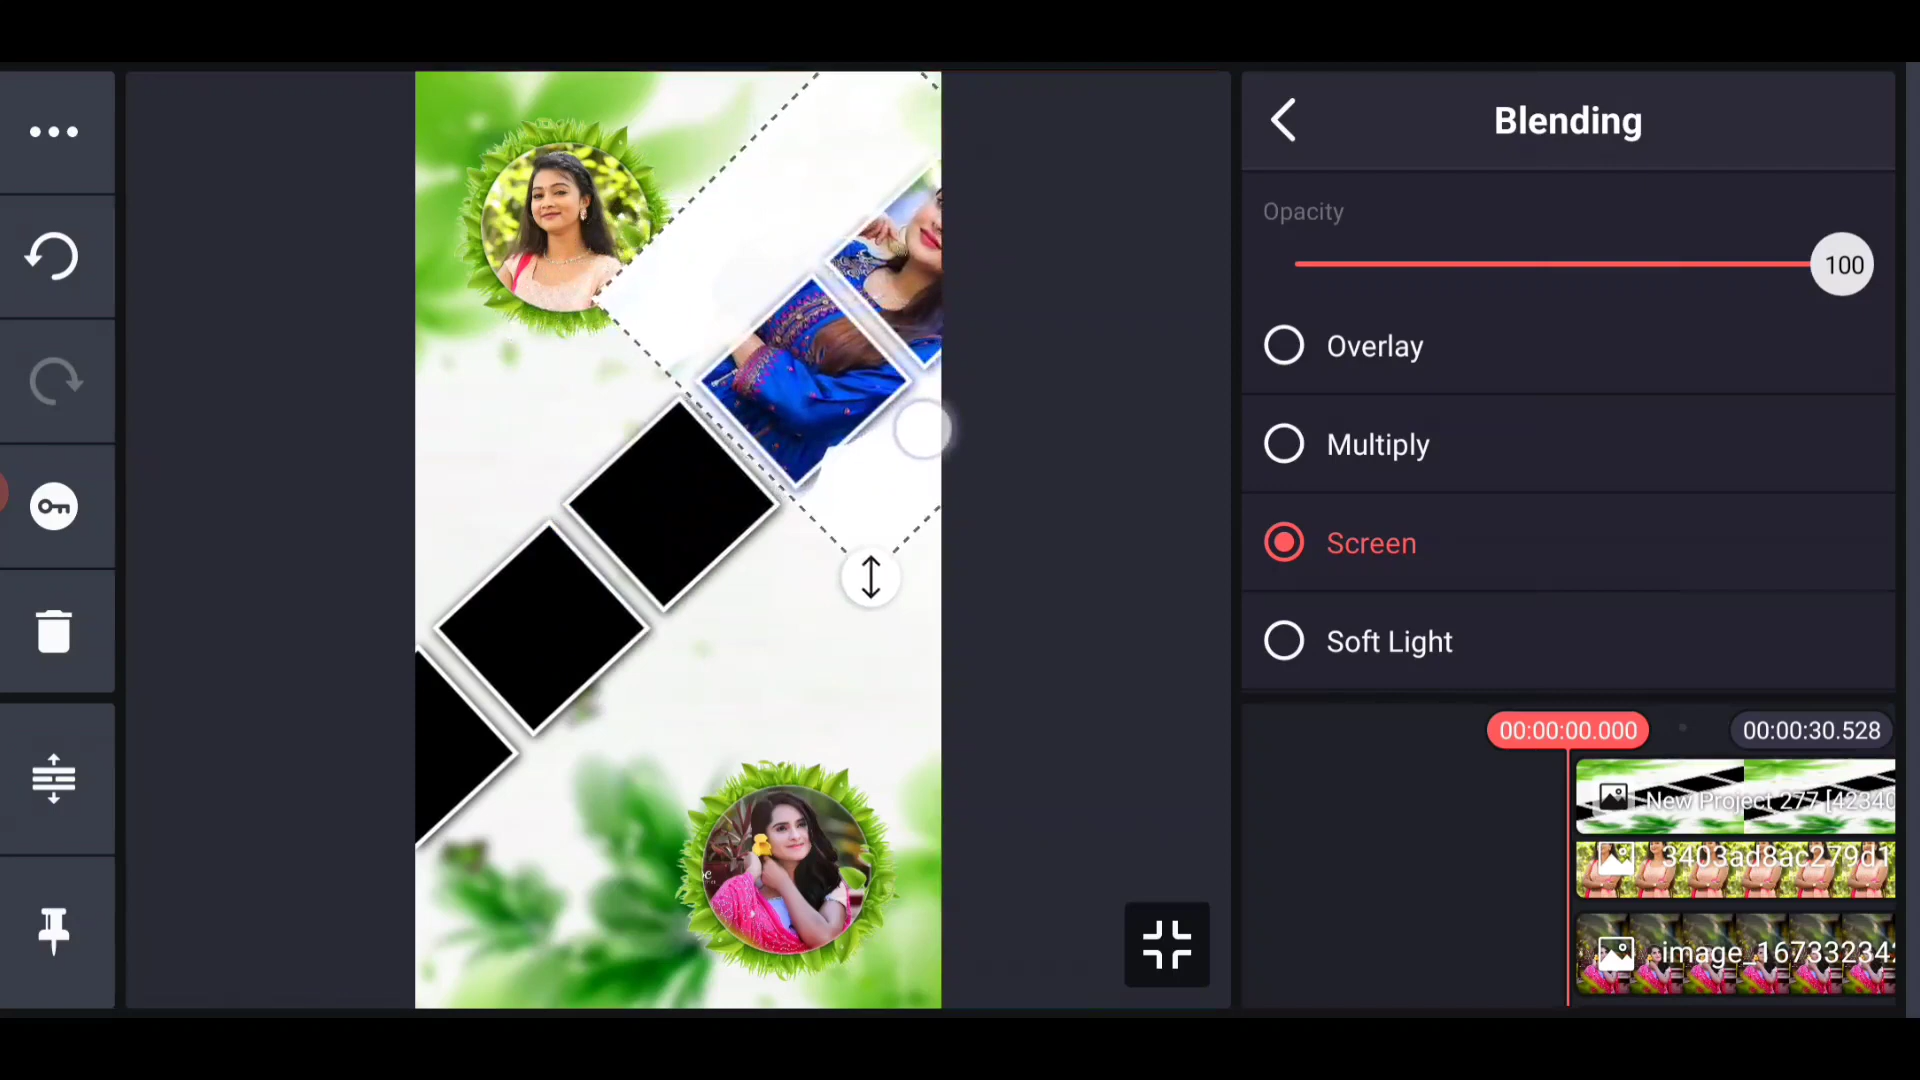 Blending
Opacity
100
Overlay
Multiply
Screen
Soft Light
00:00:00.000
00:00:30.528
New Project 277 [42340
3403ad8ac279d1
image_167332342